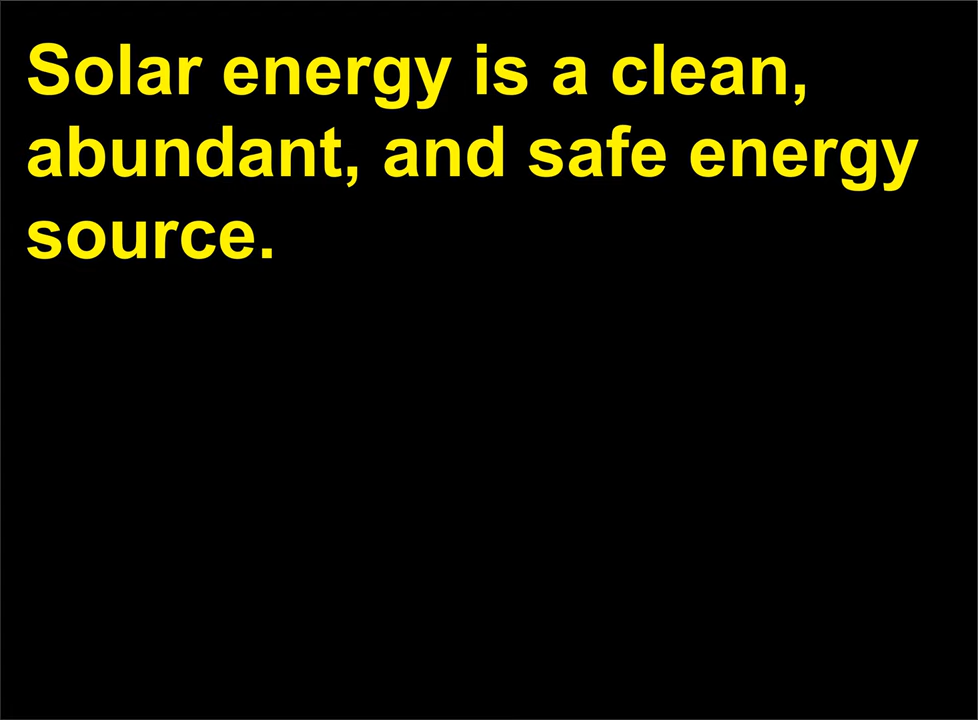 Solar energy is a clean,
abundant, and safe energy
source.